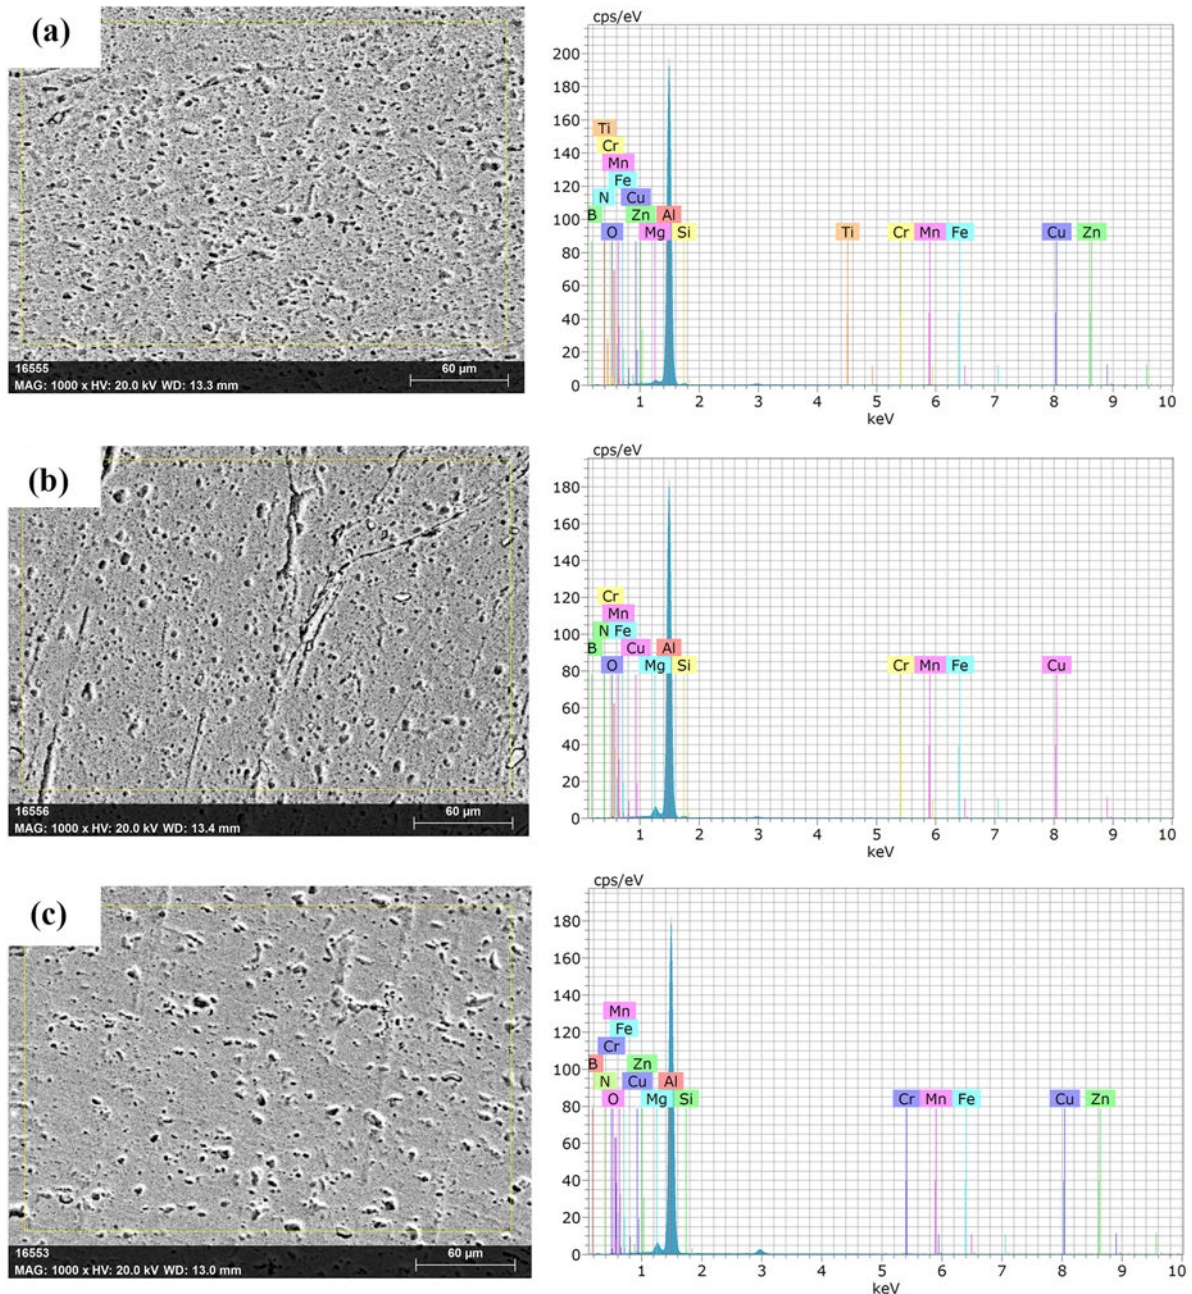 (a)
16555
MAG: 1000 x HV: 20.0 kV WD: 13.3 mm
60 µm
cps/eV
200
180
160
140
120
100
80
60
40
20
0
Ti
Cr
Mn
Fe
N Cu
B Zn Al
O Mg Si Ti Cr Mn Fe Cu Zn
1 2 3 4 5 6 7 8 9 10
keV
(b)
16556
MAG: 1000 x HV: 20.0 kV WD: 13.4 mm
60 µm
cps/eV
180
160
140
120
100
80
60
40
20
0
Cr
Mn
N Fe
B Cu Al
O Mg Si Cr Mn Fe Cu
1 2 3 4 5 6 7 8 9 10
keV
(c)
16553
MAG: 1000 x HV: 20.0 kV WD: 13.0 mm
60 µm
cps/eV
180
160
140
120
100
80
60
40
20
0
Mn
Fe
Cr
B Zn
N Cu Al
O Mg Si Cr Mn Fe Cu Zn
1 2 3 4 5 6 7 8 9 10
keV